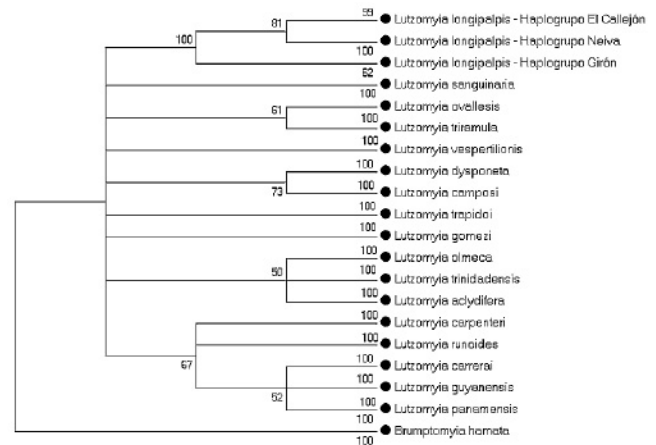 99
Lutzomyia longipalpis - Haplogrupo El Callejón
81
Lutzomyia longipalpis - Haplogrupo Neiva
100
100
Lutzomyia longipalpis - Haplogrupo Girón
62
Lutzomyia sanguinaria
100
Lutzomyia ovallesis
61
100
Lutzomyia triramula
100
Lutzomyia vespertilionis
100
Lutzomyia dysponeta
100
73
Lutzomyia camposi
100
Lutzomyia trapidoi
100
Lutzomyia gomezi
100
Lutzomyia olmeca
50
100
Lutzomyia trinidadensis
100
Lutzomyia aclydifera
100
Lutzomyia carpenteri
100
Lutzomyia runoides
67
100
Lutzomyia carrerai
100
Lutzomyia guyanensis
52
100
Lutzomyia panamensis
100
Brumptomyia hamata
100